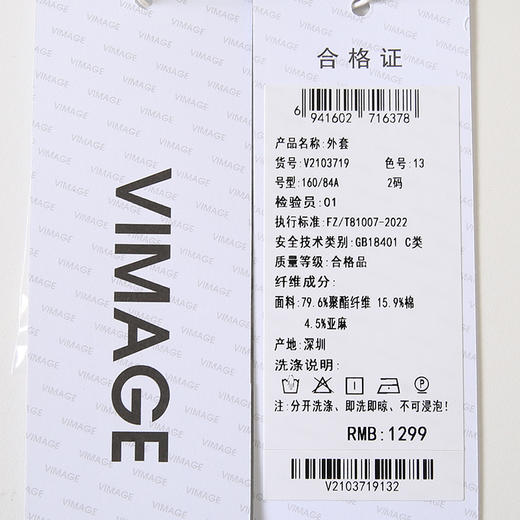 VIMAGE
合格证
6 941602 716378
产品名称:外套
货号:V2103719 色号:13
号型:160/84A 2码
检验员:01
执行标准:FZ/T81007-2022
安全技术类别:GB18401 C类
质量等级:合格品
纤维成分:
面料:79.6%聚酯纤维 15.9%棉
4.5%亚麻
产地:深圳
洗涤说明:
注:分开洗涤、即洗即晾、不可浸泡!
RMB:1299
V2103719132